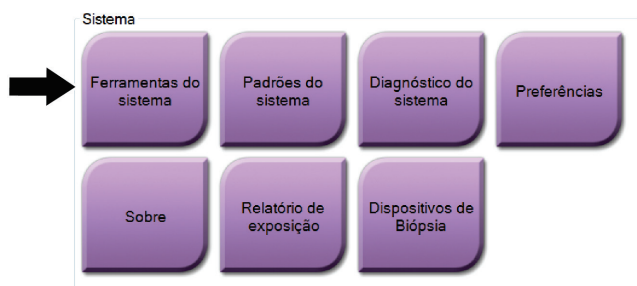 Sistema
Ferramentas do
sistema
Padrões do
sistema
Diagnóstico do
sistema
Preferências
Sobre
Relatório de
exposição
Dispositivos de
Biópsia